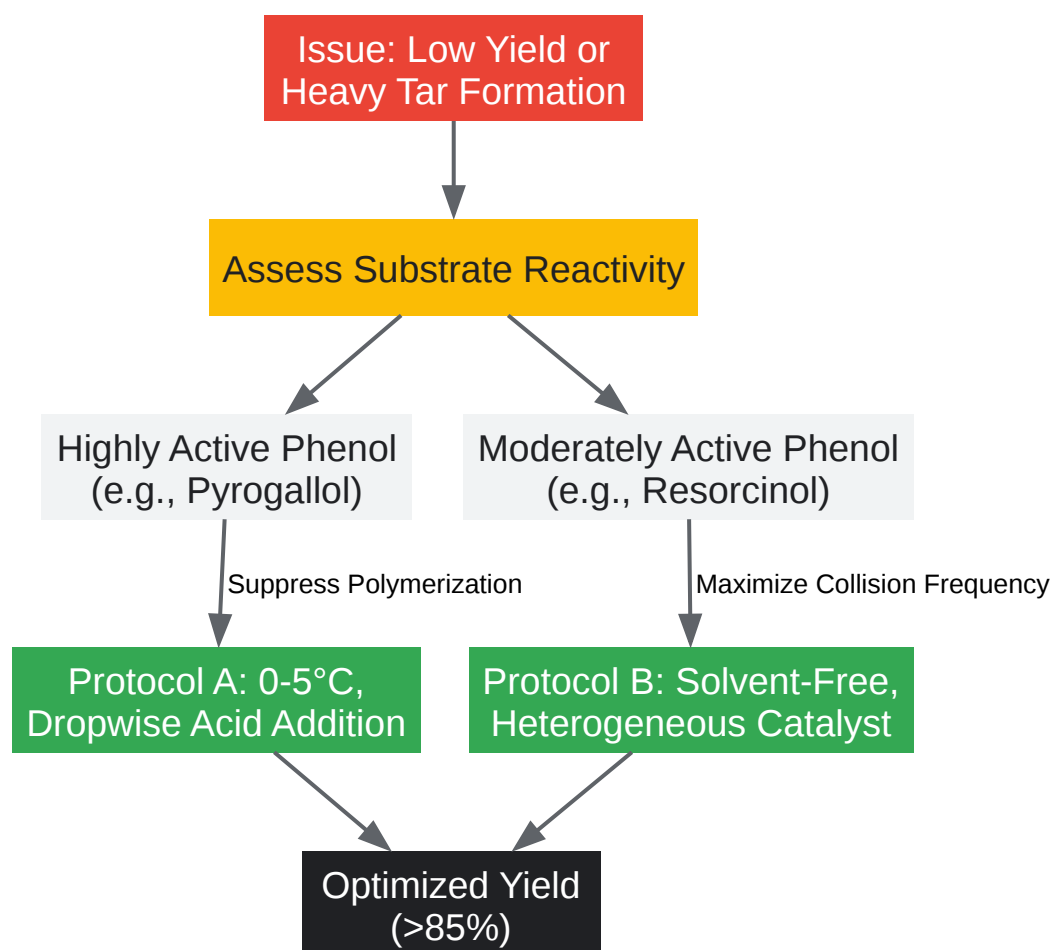 Issue: Low Yield or
Heavy Tar Formation
Assess Substrate Reactivity
Highly Active Phenol
(e.g., Pyrogallol)
Moderately Active Phenol
(e.g., Resorcinol)
Suppress Polymerization
Maximize Collision Frequency
Protocol A: 0-5°C,
Dropwise Acid Addition
Protocol B: Solvent-Free,
Heterogeneous Catalyst
Optimized Yield
(>85%)